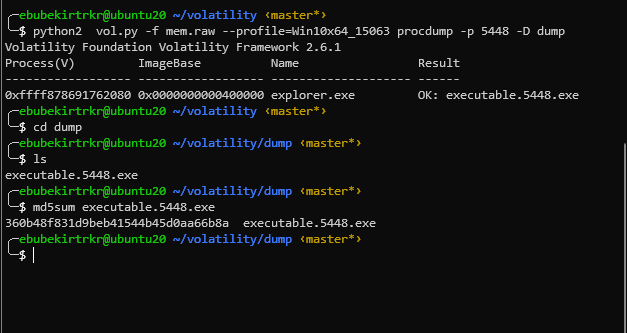 ╭─ebubekirtrkr@ubuntu20 ~/volatility ‹master*›
╰─$ python2  vol.py -f mem.raw --profile=Win10x64_15063 procdump -p 5448 -D dump
Volatility Foundation Volatility Framework 2.6.1
Process(V)         ImageBase          Name                 Result
------------------ ------------------ -------------------- ------
0xffff878691762080 0x0000000000400000 explorer.exe         OK: executable.5448.exe
╭─ebubekirtrkr@ubuntu20 ~/volatility ‹master*›
╰─$ cd dump
╭─ebubekirtrkr@ubuntu20 ~/volatility/dump ‹master*›
╰─$ ls
executable.5448.exe
╭─ebubekirtrkr@ubuntu20 ~/volatility/dump ‹master*›
╰─$ md5sum executable.5448.exe
360b48f831d9beb41544b45d0aa66b8a  executable.5448.exe
╭─ebubekirtrkr@ubuntu20 ~/volatility/dump ‹master*›
╰─$